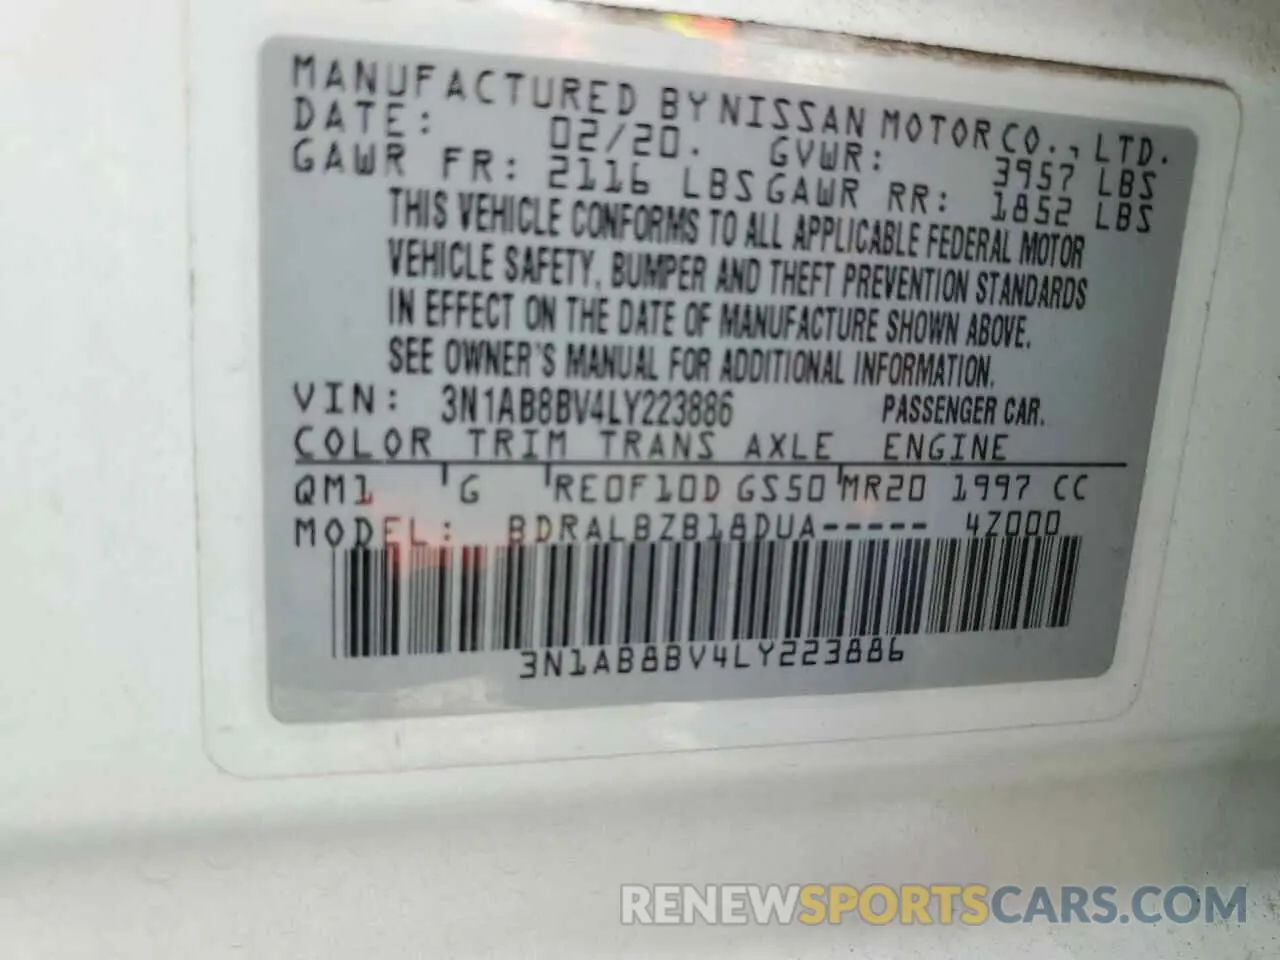 MANUFACTURED BY NISSAN MOTOR CO., LTD.
DATE: 02/20. GVWR: 3957 LBS
GAWR FR: 2116 LBS GAWR RR: 1852 LBS
THIS VEHICLE CONFORMS TO ALL APPLICABLE FEDERAL MOTOR
VEHICLE SAFETY, BUMPER AND THEFT PREVENTION STANDARDS
IN EFFECT ON THE DATE OF MANUFACTURE SHOWN ABOVE.
SEE OWNER'S MANUAL FOR ADDITIONAL INFORMATION.
VIN: 3N1AB8BV4LY223886 PASSENGER CAR.
COLOR TRIM TRANS AXLE ENGINE
QM1 G RE0F10D GS50 MR20 1997 CC
MODEL: BDRALBZB18DUA----- 4Z000
3N1AB8BV4LY223886
RENEWSPORTSCARS.COM